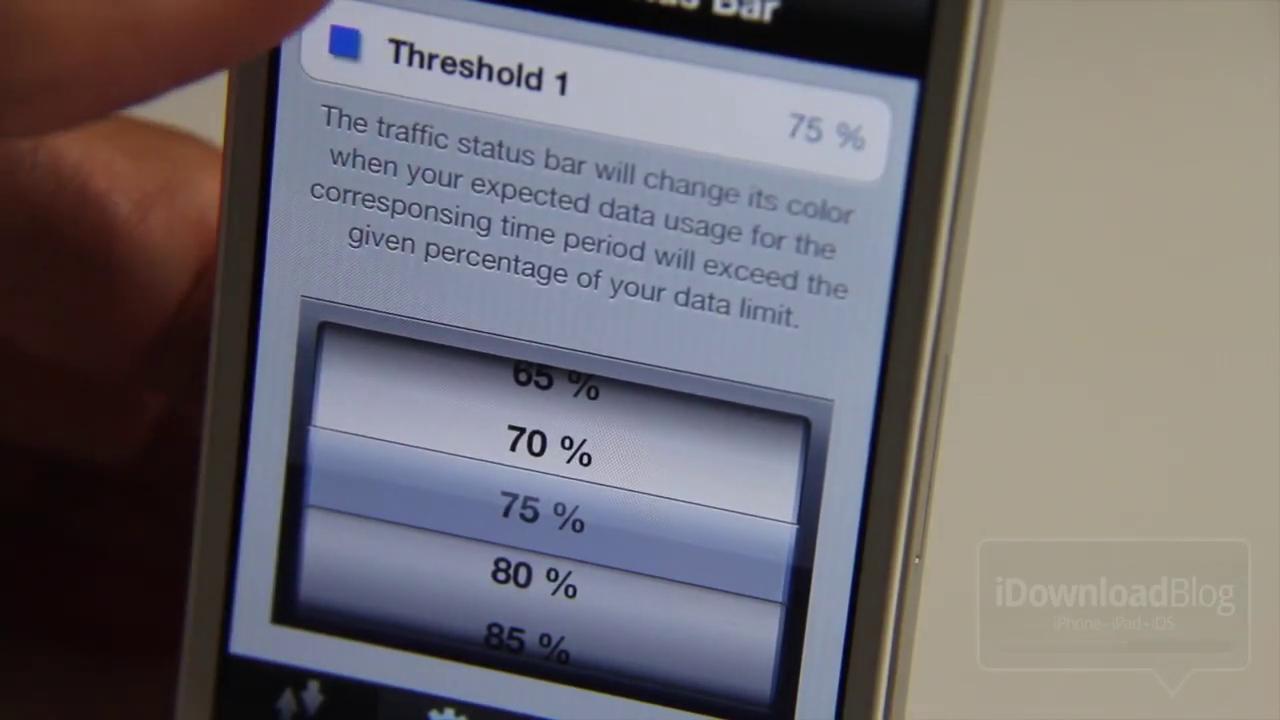 Bar
Threshold 1
75 %
The traffic status bar will change its color
when your expected data usage for the
corresponsing time period will exceed the
given percentage of your data limit.
65 %
70 %
75 %
80 %
85 %
iDownloadBlog
iPhone - iPad - iOS